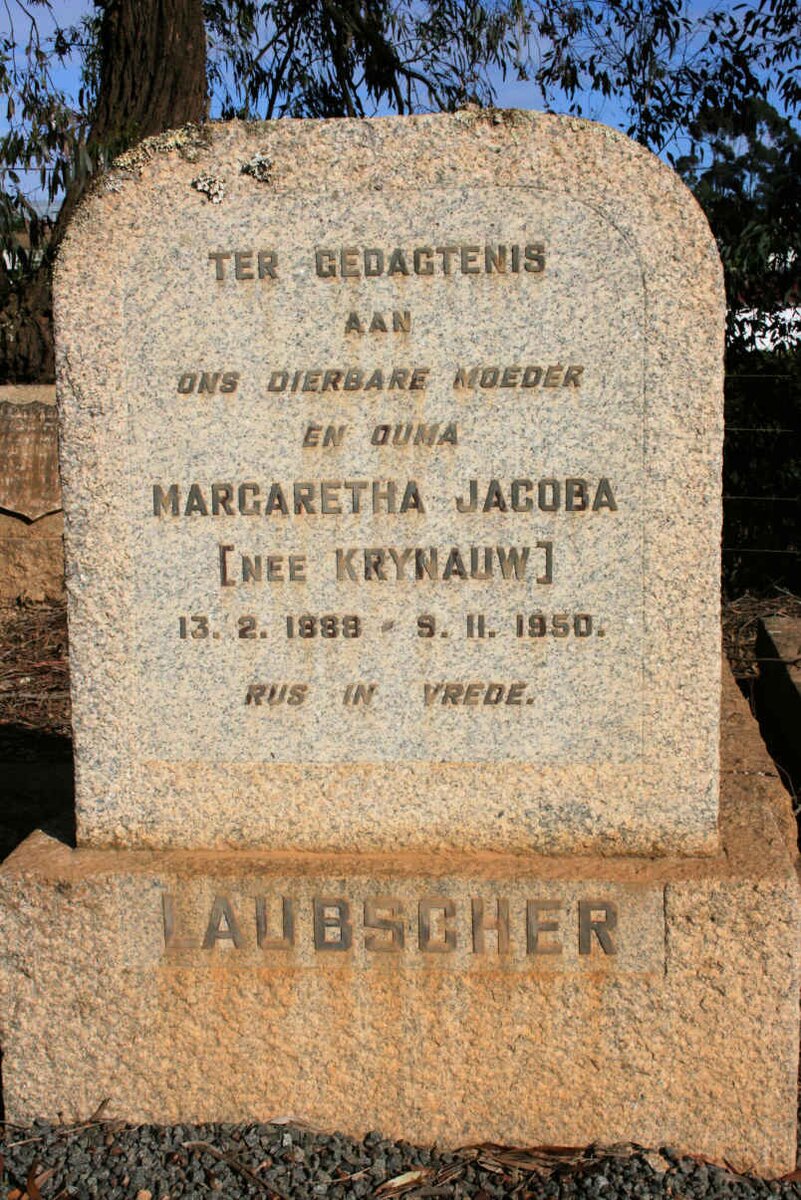 TER GEDAGTENIS
AAN
ONS DIERBARE MOEDER
EN OUMA
MARGARETHA JACOBA
[NEE KRYNAUW]
13. 2. 1888 - 9. 11. 1950.
RUS IN VREDE.
LAUBSCHER